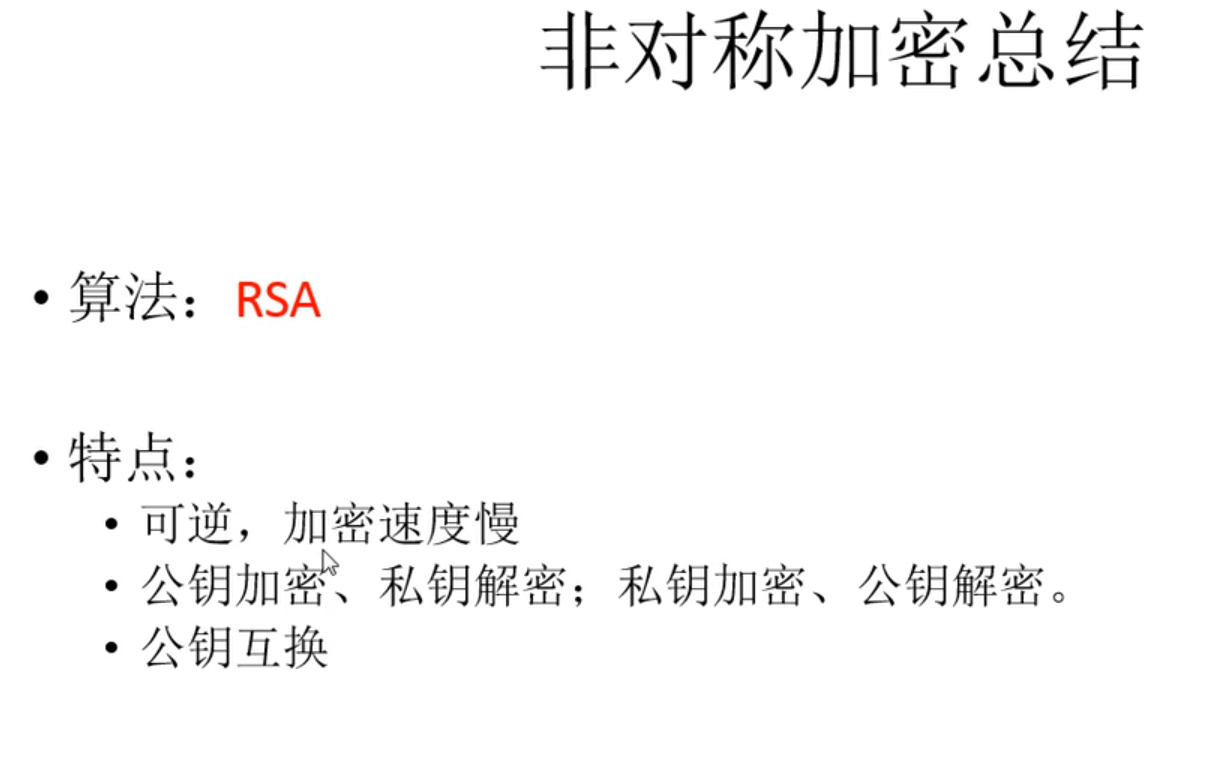 非对称加密总结
• 算法：RSA
• 特点：
• 可逆，加密速度慢
• 公钥加密、私钥解密；私钥加密、公钥解密。
• 公钥互换